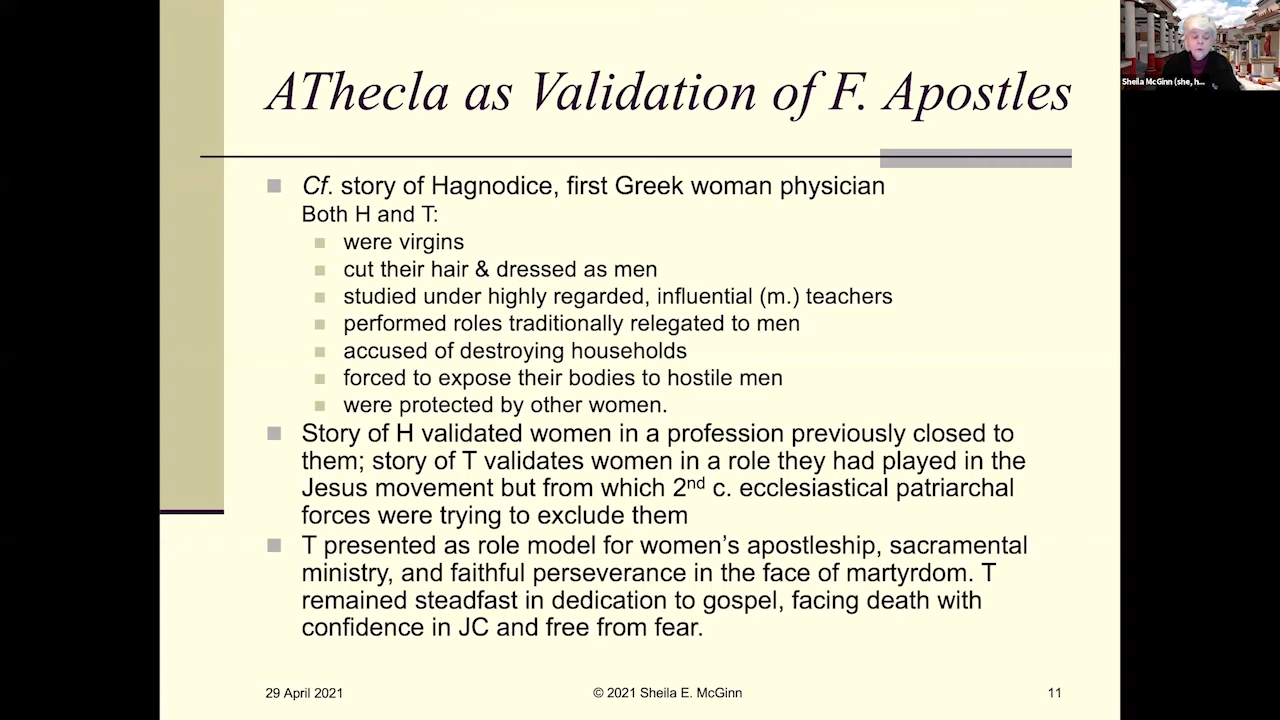 AThecla as Validation of F. Apostles
Sheila McGinn (she, h...
Cf. story of Hagnodice, first Greek woman physician
Both H and T:
were virgins
cut their hair & dressed as men
studied under highly regarded, influential (m.) teachers
performed roles traditionally relegated to men
accused of destroying households
forced to expose their bodies to hostile men
were protected by other women.
Story of H validated women in a profession previously closed to
them; story of T validates women in a role they had played in the
Jesus movement but from which 2nd c. ecclesiastical patriarchal
forces were trying to exclude them
T presented as role model for women’s apostleship, sacramental
ministry, and faithful perseverance in the face of martyrdom. T
remained steadfast in dedication to gospel, facing death with
confidence in JC and free from fear.
29 April 2021
© 2021 Sheila E. McGinn
11